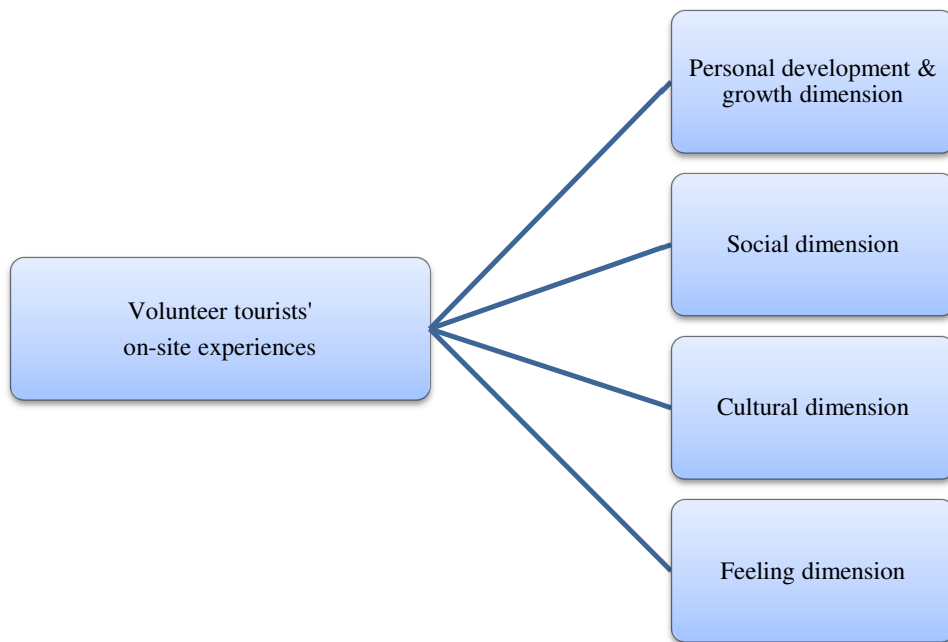 Personal development &
growth dimension
Social dimension
Volunteer tourists'
on-site experiences
Cultural dimension
Feeling dimension